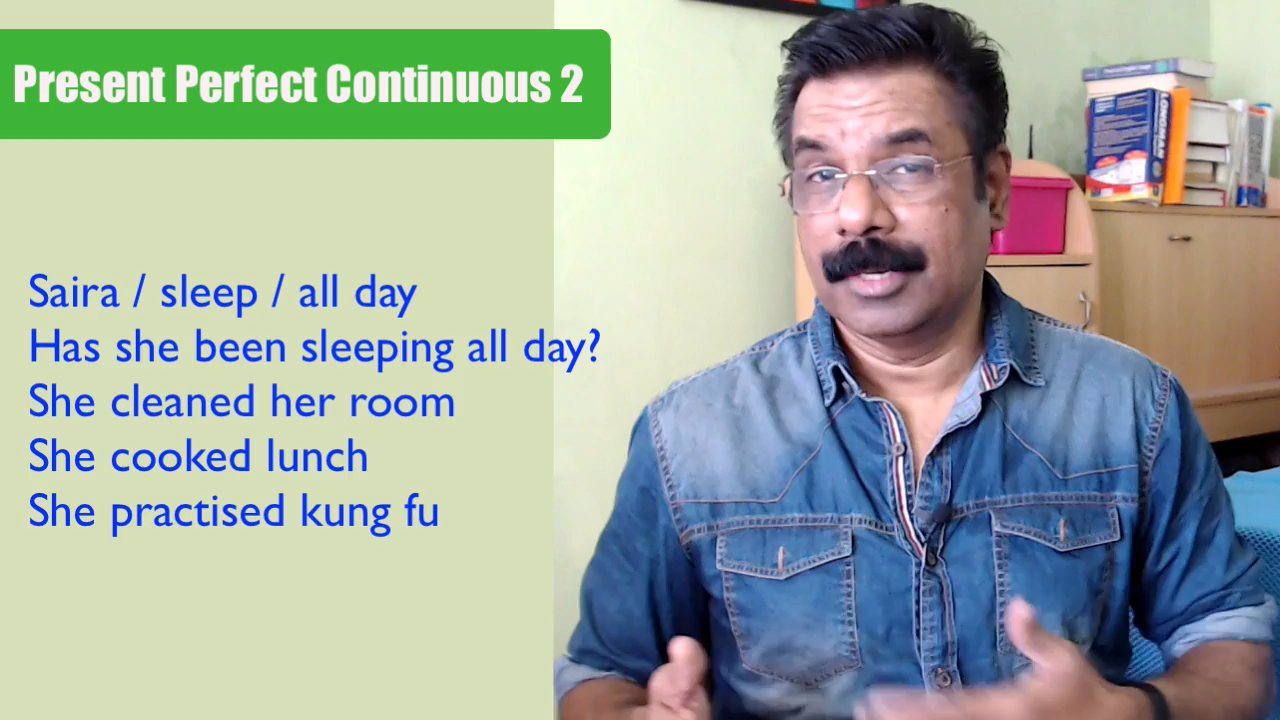 Present Perfect Continuous 2
Saira / sleep / all day
Has she been sleeping all day?
She cleaned her room
She cooked lunch
She practised kung fu
LONGMAN